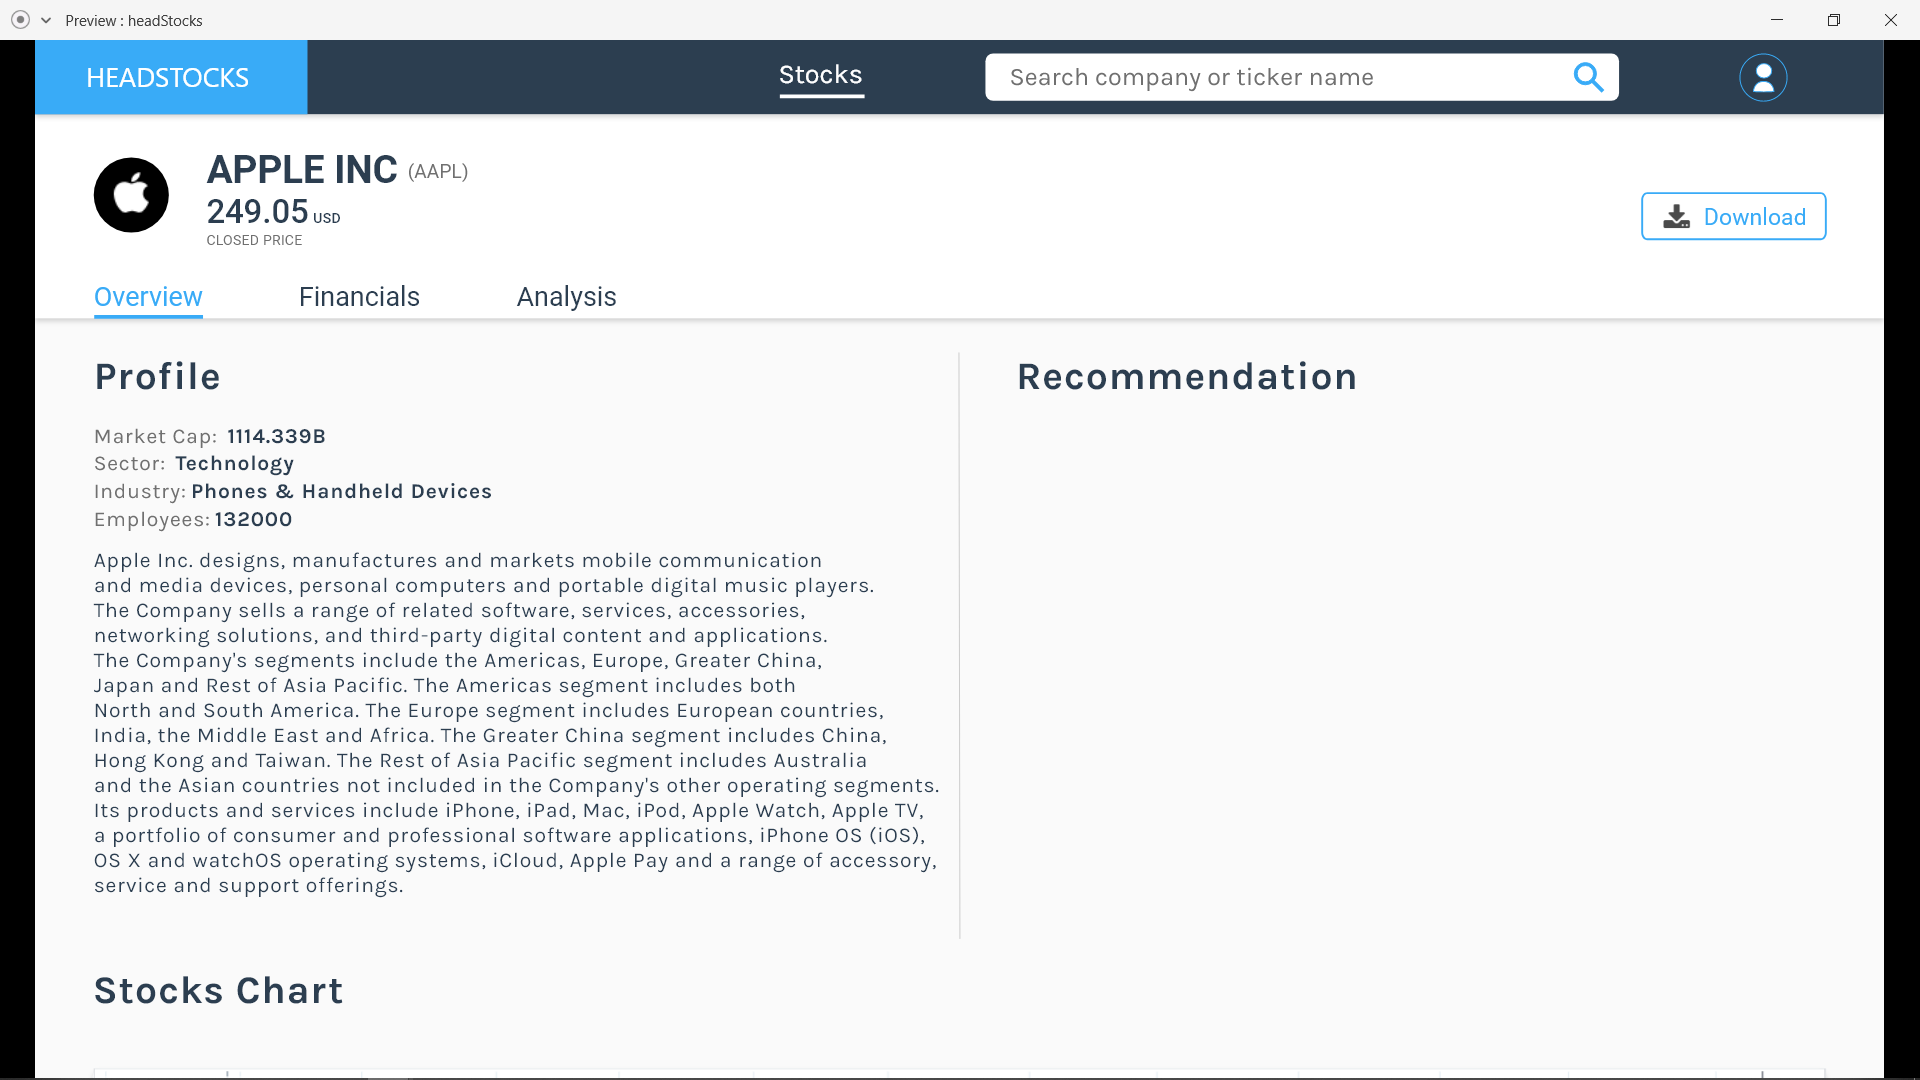 Preview : headStocks
HEADSTOCKS
Stocks
Search company or ticker name
APPLE INC (AAPL)
249.05 USD
CLOSED PRICE
Download
Overview
Financials
Analysis
Profile
Market Cap: 1114.339B
Sector: Technology
Industry: Phones & Handheld Devices
Employees: 132000
Apple Inc. designs, manufactures and markets mobile communication
and media devices, personal computers and portable digital music players.
The Company sells a range of related software, services, accessories,
networking solutions, and third-party digital content and applications.
The Company's segments include the Americas, Europe, Greater China,
Japan and Rest of Asia Pacific. The Americas segment includes both
North and South America. The Europe segment includes European countries,
India, the Middle East and Africa. The Greater China segment includes China,
Hong Kong and Taiwan. The Rest of Asia Pacific segment includes Australia
and the Asian countries not included in the Company's other operating segments.
Its products and services include iPhone, iPad, Mac, iPod, Apple Watch, Apple TV,
a portfolio of consumer and professional software applications, iPhone OS (iOS),
OS X and watchOS operating systems, iCloud, Apple Pay and a range of accessory,
service and support offerings.
Recommendation
Stocks Chart